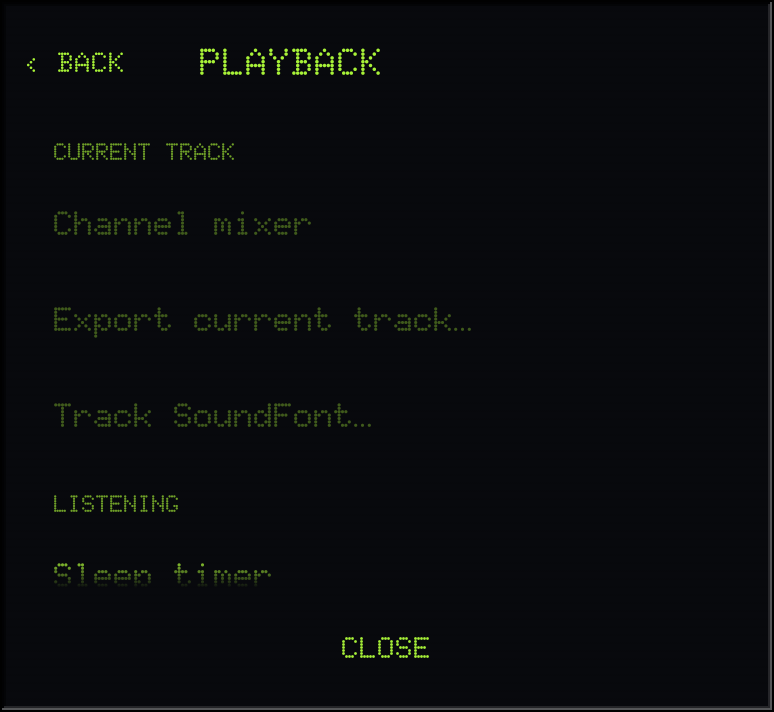 ‹ BACK PLAYBACK
CURRENT TRACK
Channel mixer
Export current track…
Track SoundFont…
LISTENING
Sleep timer
CLOSE